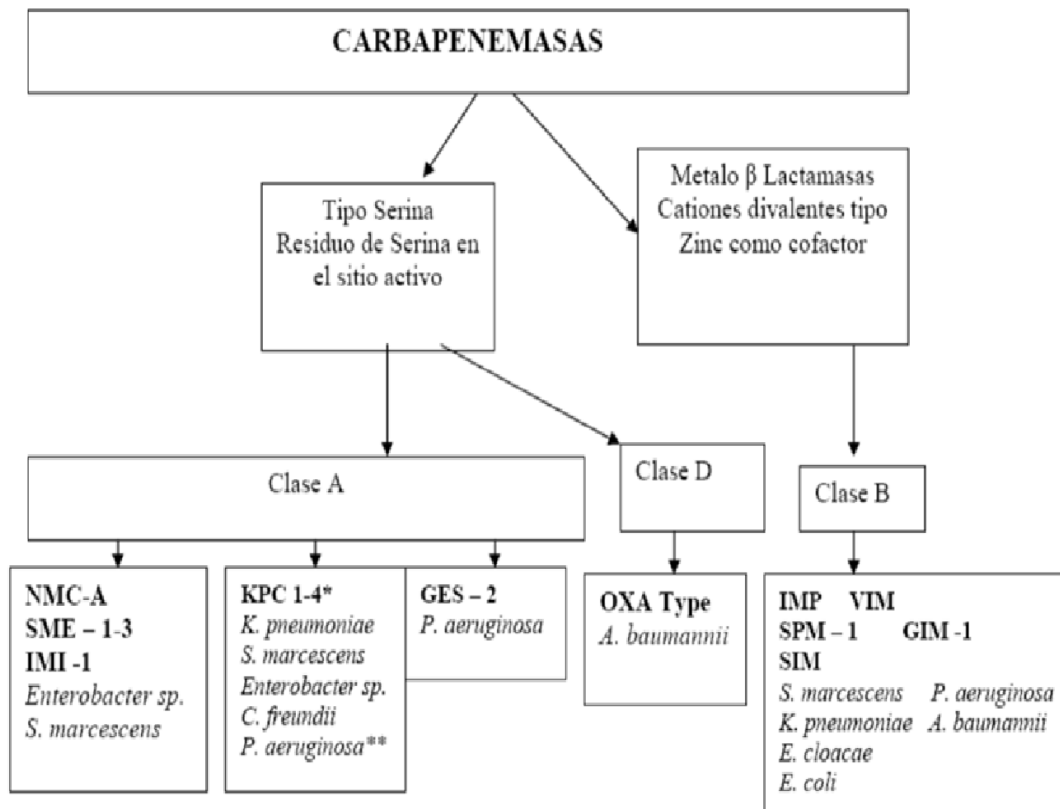 CARBAPENEMASAS
Tipo Serina
Residuo de Serina en
el sitio activo
Metalo β Lactamasas
Cationes divalentes tipo
Zinc como cofactor
Clase A
Clase D
Clase B
NMC-A
SME – 1-3
IMI -1
Enterobacter sp.
S. marcescens
KPC 1-4*
K. pneumoniae
S. marcescens
Enterobacter sp.
C. freundii
P. aeruginosa**
GES – 2
P. aeruginosa
OXA Type
A. baumannii
IMP VIM
SPM – 1 GIM -1
SIM
S. marcescens P. aeruginosa
K. pneumoniae A. baumannii
E. cloacae
E. coli